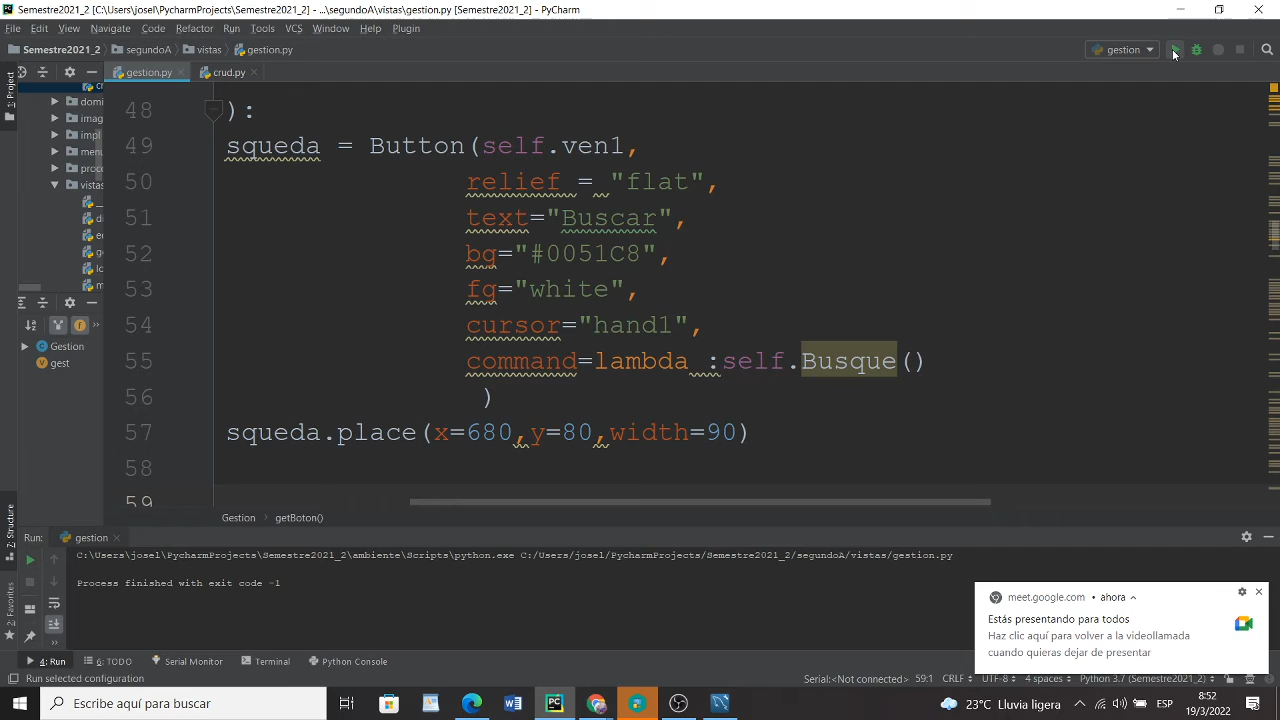 Semestre2021_2 [C:\Users\josel\PycharmProjects\Semestre2021_2] - ...\segundoA\vistas\gestion.py [Semestre2021_2] - PyCharm
File Edit View Navigate Code Refactor Run Tools VCS Window Help Plugin
Semestre2021_2 segundoA vistas gestion.py gestion
1: Project
gestion.py crud.py
domi
imag
impl
menu
proc
vistas
48 ):
49 squeda = Button(self.ven1,
50 relief = "flat",
51 text="Buscar",
52 bg="#0051C8",
53 fg="white",
54 cursor="hand1",
55 command=lambda :self.Busque()
56 )
57 squeda.place(x=680,y=80,width=90)
58
59
Gestion
gest
Gestion getBoton()
Z: Structure
2: Favorites
Run: gestion
C:\Users\josel\PycharmProjects\Semestre2021_2\ambiente\Scripts\python.exe C:/Users/josel/PycharmProjects/Semestre2021_2/segundoA/vistas/gestion.py
Process finished with exit code -1
meet.google.com • ahora
Estás presentando para todos
Haz clic aquí para volver a la videollamada
cuando quieras dejar de presentar
4: Run 6: TODO Serial Monitor Terminal Python Console
Run selected configuration
Serial:<Not connected> 59:1 CRLF UTF-8 4 spaces Python 3.7 (Semestre2021_2)
Escribe aquí para buscar
23°C Lluvia ligera
ESP
8:52
19/3/2022